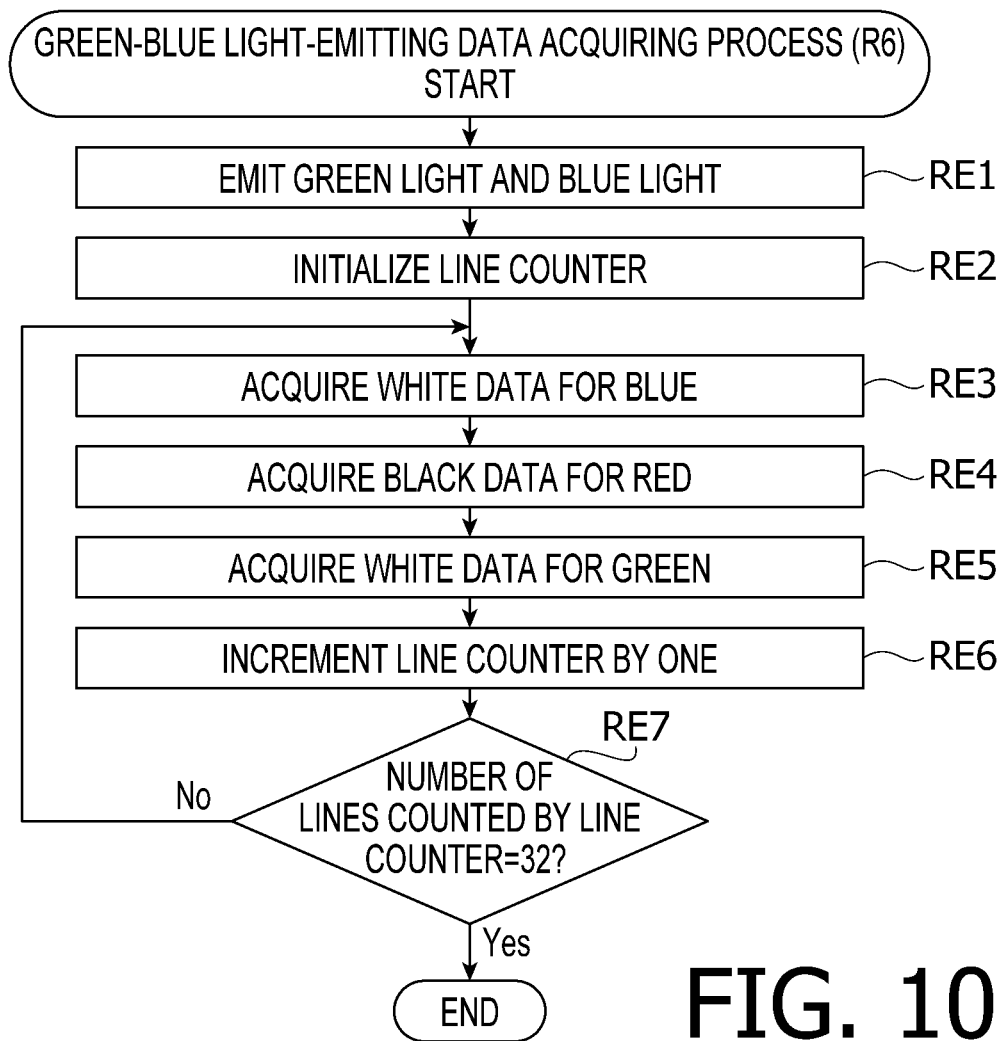 GREEN-BLUE LIGHT-EMITTING DATA ACQUIRING PROCESS (R6)
START
EMIT GREEN LIGHT AND BLUE LIGHT
RE1
INITIALIZE LINE COUNTER
RE2
ACQUIRE WHITE DATA FOR BLUE
RE3
ACQUIRE BLACK DATA FOR RED
RE4
ACQUIRE WHITE DATA FOR GREEN
RE5
INCREMENT LINE COUNTER BY ONE
RE6
RE7
NUMBER OF
LINES COUNTED BY LINE
COUNTER=32?
No
Yes
END
FIG. 10